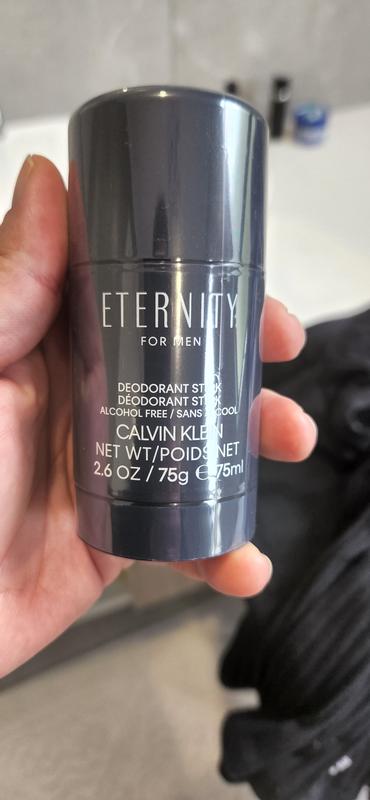 ETERNITY
FOR MEN
DEODORANT STICK
DÉODORANT STICK
ALCOHOL FREE / SANS ALCOOL
CALVIN KLEIN
NET WT/POIDS NET
2.6 OZ / 75g ℮ 75ml